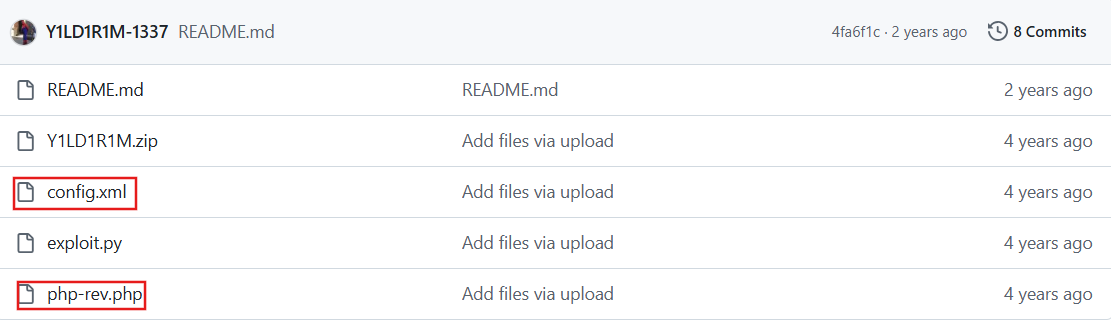 Y1LD1R1M-1337 README.md 4fa6f1c · 2 years ago 8 Commits
README.md README.md 2 years ago
Y1LD1R1M.zip Add files via upload 4 years ago
config.xml Add files via upload 4 years ago
exploit.py Add files via upload 4 years ago
php-rev.php Add files via upload 4 years ago